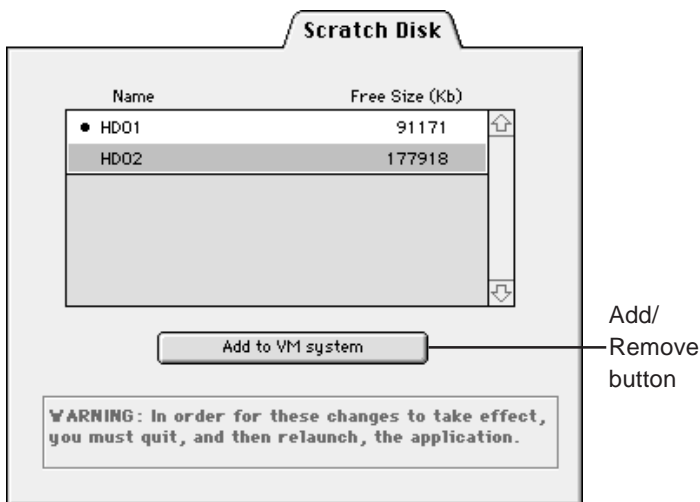 Scratch Disk
Name Free Size (Kb)
• HD01 91171
HD02 177918
Add to VM system
Add/
Remove
button
WARNING: In order for these changes to take effect,
you must quit, and then relaunch, the application.